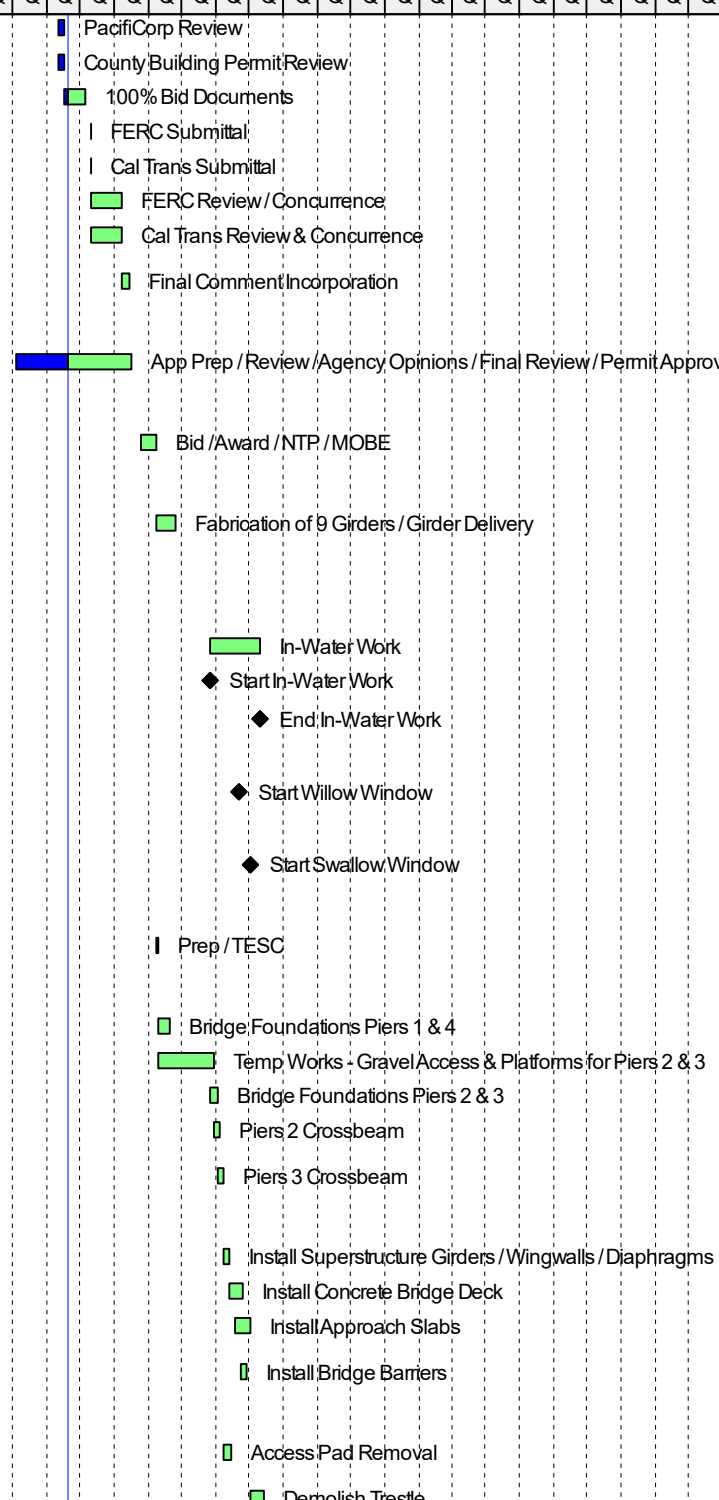 PacifiCorp Review
County Building Permit Review
100% Bid Documents
FERC Submittal
Cal Trans Submittal
FERC Review / Concurrence
Cal Trans Review & Concurrence
Final Comment Incorporation
App Prep / Review / Agency Opinions / Final Review / Permit Approv
Bid / Award / NTP / MOBE
Fabrication of 9 Girders / Girder Delivery
In-Water Work
Start In-Water Work
End In-Water Work
Start Willow Window
Start Swallow Window
Prep / TESC
Bridge Foundations Piers 1 & 4
Temp Works - Gravel Access & Platforms for Piers 2 & 3
Bridge Foundations Piers 2 & 3
Piers 2 Crossbeam
Piers 3 Crossbeam
Install Superstructure Girders / Wingwalls / Diaphragms
Install Concrete Bridge Deck
Install Approach Slabs
Install Bridge Barriers
Access Pad Removal
Demolish Trestle